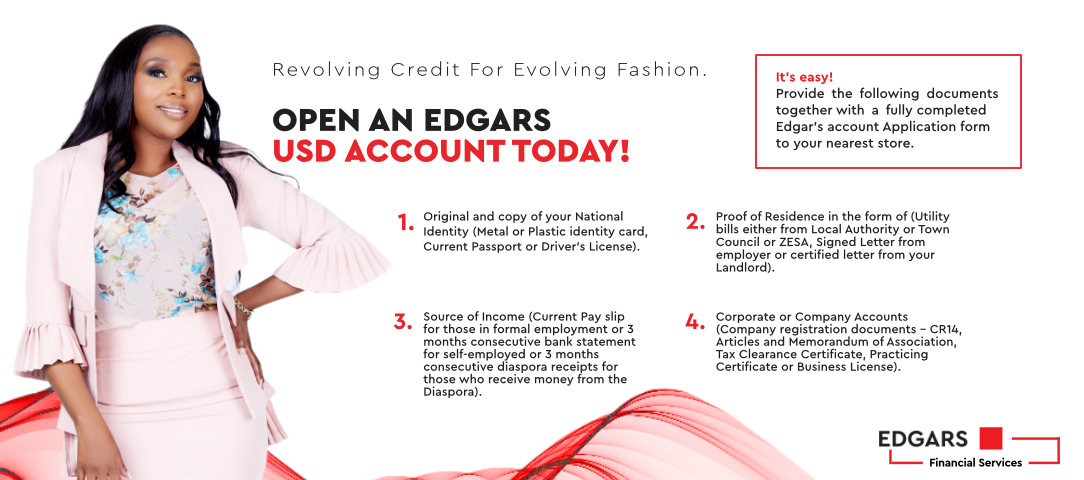 Revolving Credit For Evolving Fashion.
OPEN AN EDGARS
USD ACCOUNT TODAY!
It's easy!
Provide the following documents
together with a fully completed
Edgar's account Application form
to your nearest store.
1.
Original and copy of your National
Identity (Metal or Plastic identity card,
Current Passport or Driver's License).
2.
Proof of Residence in the form of (Utility
bills either from Local Authority or Town
Council or ZESA, Signed Letter from
employer or certified letter from your
Landlord).
3.
Source of Income (Current Pay slip
for those in formal employment or 3
months consecutive bank statement
for self-employed or 3 months
consecutive diaspora receipts for
those who receive money from the
Diaspora).
4.
Corporate or Company Accounts
(Company registration documents – CR14,
Articles and Memorandum of Association,
Tax Clearance Certificate, Practicing
Certificate or Business License).
EDGARS
Financial Services